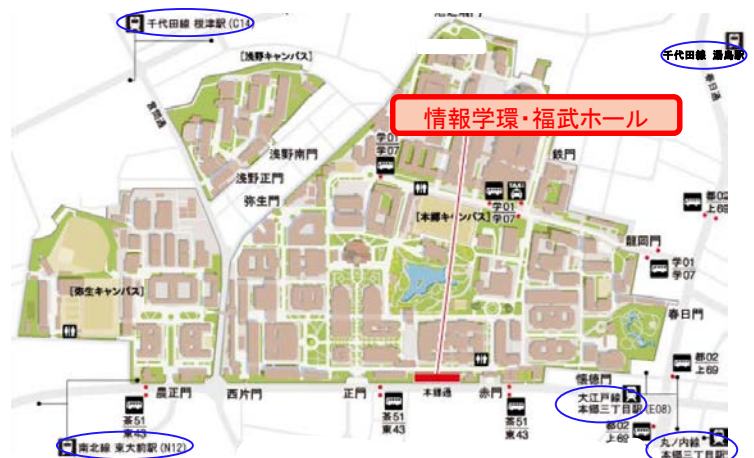 千代田線 根津駅 (C14)
千代田線 湯島駅
[浅野キャンパス]
言問通
春日通
情報学環・福武ホール
浅野南門
学01
学07
鉄門
浅野正門
弥生門
学01
学07
TAXI
[本郷キャンパス]
都02
上69
龍岡門
学01
学07
[弥生キャンパス]
春日門
都02
上69
農正門
西片門
正門
本郷通
赤門
懐徳門
大江戸線
本郷三丁目駅(E08)
茶51
東43
茶51
東43
茶51
東43
都02
上69
南北線 東大前駅(N12)
丸ノ内線
本郷三丁目駅